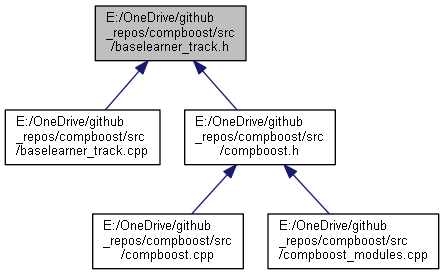 E:/OneDrive/github
_repos/compboost/src
/baselearner_track.h
E:/OneDrive/github
_repos/compboost/src
/baselearner_track.cpp
E:/OneDrive/github
_repos/compboost/src
/compboost.h
E:/OneDrive/github
_repos/compboost/src
/compboost.cpp
E:/OneDrive/github
_repos/compboost/src
/compboost_modules.cpp